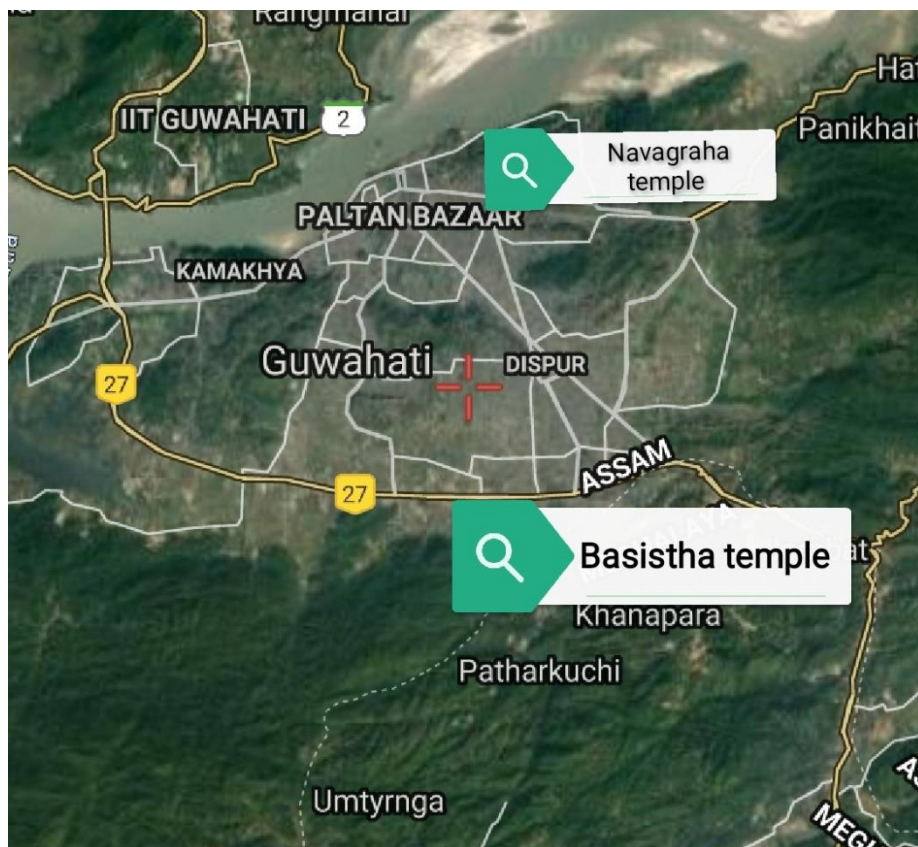 Rangmahal
IIT GUWAHATI
2
Panikhait
Navagraha
temple
PALTAN BAZAAR
KAMAKHYA
Guwahati
DISPUR
27
27
ASSAM
Basistha temple
Khanapara
Patharkuchi
Umtyrnga